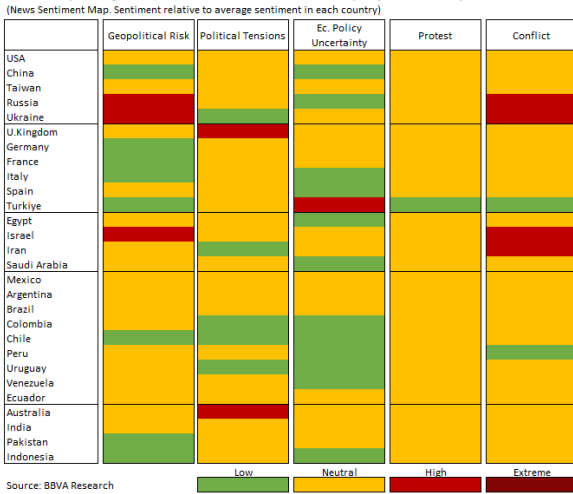 (News Sentiment Map. Sentiment relative to average sentiment in each country)
Geopolitical Risk Political Tensions Ec. Policy Uncertainty Protest Conflict
USA
China
Taiwan
Russia
Ukraine
U.Kingdom
Germany
France
Italy
Spain
Turkiye
Egypt
Israel
Iran
Saudi Arabia
Mexico
Argentina
Brazil
Colombia
Chile
Peru
Uruguay
Venezuela
Ecuador
Australia
India
Pakistan
Indonesia
Low Neutral High Extreme
Source: BBVA Research